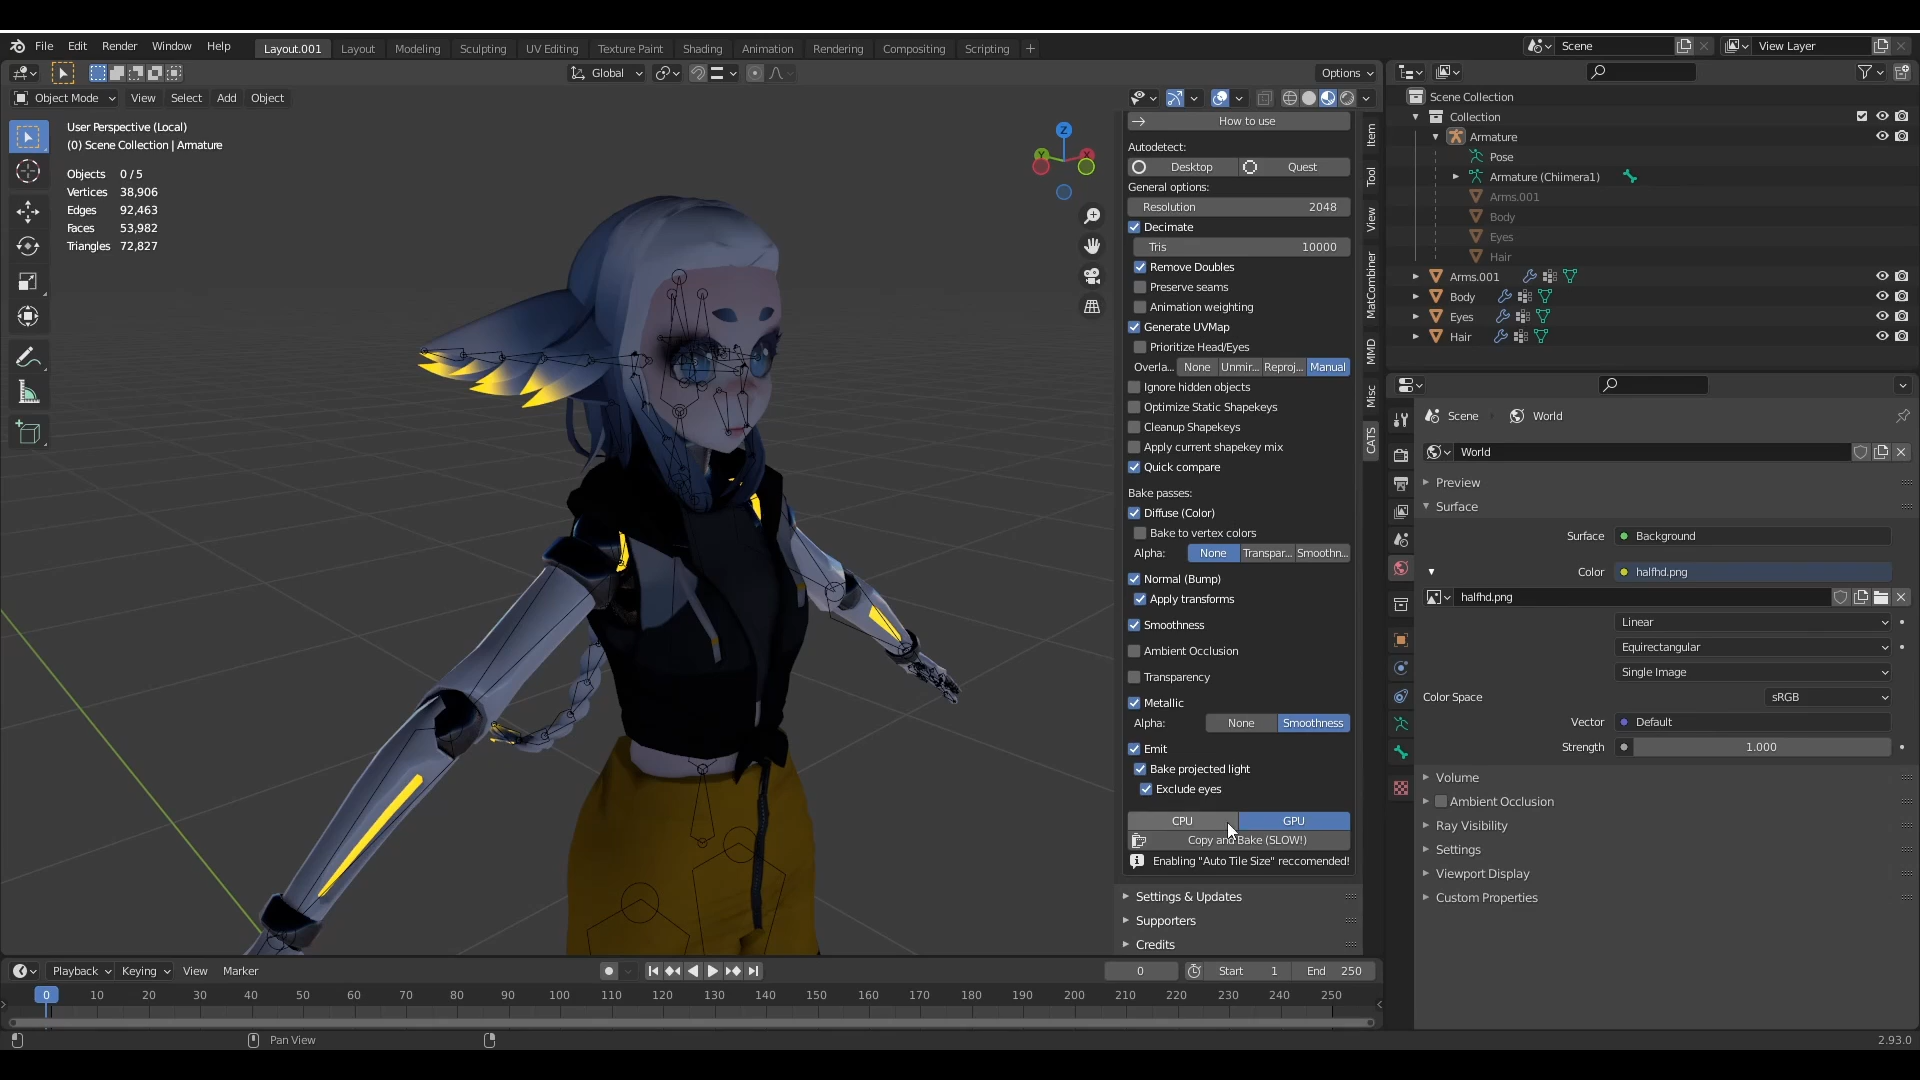 File Edit Render Window Help
Layout.001 Layout Modeling Sculpting UV Editing Texture Paint Shading Animation Rendering Compositing Scripting +
Scene
View Layer
Global
Options
Object Mode View Select Add Object
User Perspective (Local)
(0) Scene Collection | Armature
Objects 0 / 5
Vertices 38,906
Edges 92,463
Faces 53,982
Triangles 72,827
Z
Y
X
How to use
Autodetect:
Desktop Quest
General options:
Resolution 2048
Decimate
Tris 10000
Remove Doubles
Preserve seams
Animation weighting
Generate UVMap
Prioritize Head/Eyes
Overla... None Unmir... Reproj... Manual
Ignore hidden objects
Optimize Static Shapekeys
Cleanup Shapekeys
Apply current shapekey mix
Quick compare
Bake passes:
Diffuse (Color)
Bake to vertex colors
Alpha: None Transpar... Smoothn...
Normal (Bump)
Apply transforms
Smoothness
Ambient Occlusion
Transparency
Metallic
Alpha: None Smoothness
Emit
Bake projected light
Exclude eyes
CPU GPU
Copy and Bake (SLOW!)
Enabling "Auto Tile Size" reccomended!
Settings & Updates
Supporters
Credits
Item
Tool
View
MatCombiner
MMD
Misc
CATS
Scene Collection
Collection
Armature
Pose
Armature (Chiimera1)
Arms.001
Body
Eyes
Hair
Arms.001
Body
Eyes
Hair
Scene World
World
Preview
Surface
Surface Background
Color halfhd.png
halfhd.png
Linear
Equirectangular
Single Image
Color Space sRGB
Vector Default
Strength 1.000
Volume
Ambient Occlusion
Ray Visibility
Settings
Viewport Display
Custom Properties
Playback Keying View Marker
0 Start 1 End 250
0 10 20 30 40 50 60 70 80 90 100 110 120 130 140 150 160 170 180 190 200 210 220 230 240 250
Pan View
2.93.0